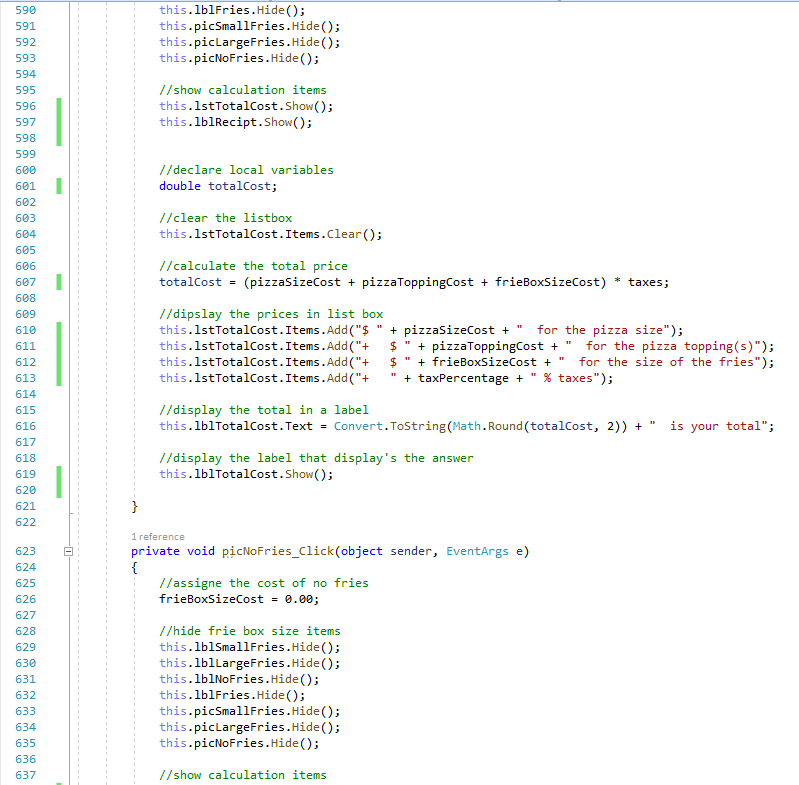 590 this.lblFries.Hide();
591 this.picSmallFries.Hide();
592 this.picLargeFries.Hide();
593 this.picNoFries.Hide();
594
595 //show calculation items
596 this.lstTotalCost.Show();
597 this.lblRecipt.Show();
598
599
600 //declare local variables
601 double totalCost;
602
603 //clear the listbox
604 this.lstTotalCost.Items.Clear();
605
606 //calculate the total price
607 totalCost = (pizzaSizeCost + pizzaToppingCost + frieBoxSizeCost) * taxes;
608
609 //dipslay the prices in list box
610 this.lstTotalCost.Items.Add("$ " + pizzaSizeCost + "  for the pizza size");
611 this.lstTotalCost.Items.Add("+   $ " + pizzaToppingCost + "  for the pizza topping(s)");
612 this.lstTotalCost.Items.Add("+   $ " + frieBoxSizeCost + "  for the size of the fries");
613 this.lstTotalCost.Items.Add("+   " + taxPercentage + " % taxes");
614
615 //display the total in a label
616 this.lblTotalCost.Text = Convert.ToString(Math.Round(totalCost, 2)) + "  is your total";
617
618 //display the label that display's the answer
619 this.lblTotalCost.Show();
620
621 }
622
1 reference
623 private void picNoFries_Click(object sender, EventArgs e)
624 {
625 //assigne the cost of no fries
626 frieBoxSizeCost = 0.00;
627
628 //hide frie box size items
629 this.lblSmallFries.Hide();
630 this.lblLargeFries.Hide();
631 this.lblNoFries.Hide();
632 this.lblFries.Hide();
633 this.picSmallFries.Hide();
634 this.picLargeFries.Hide();
635 this.picNoFries.Hide();
636
637 //show calculation items